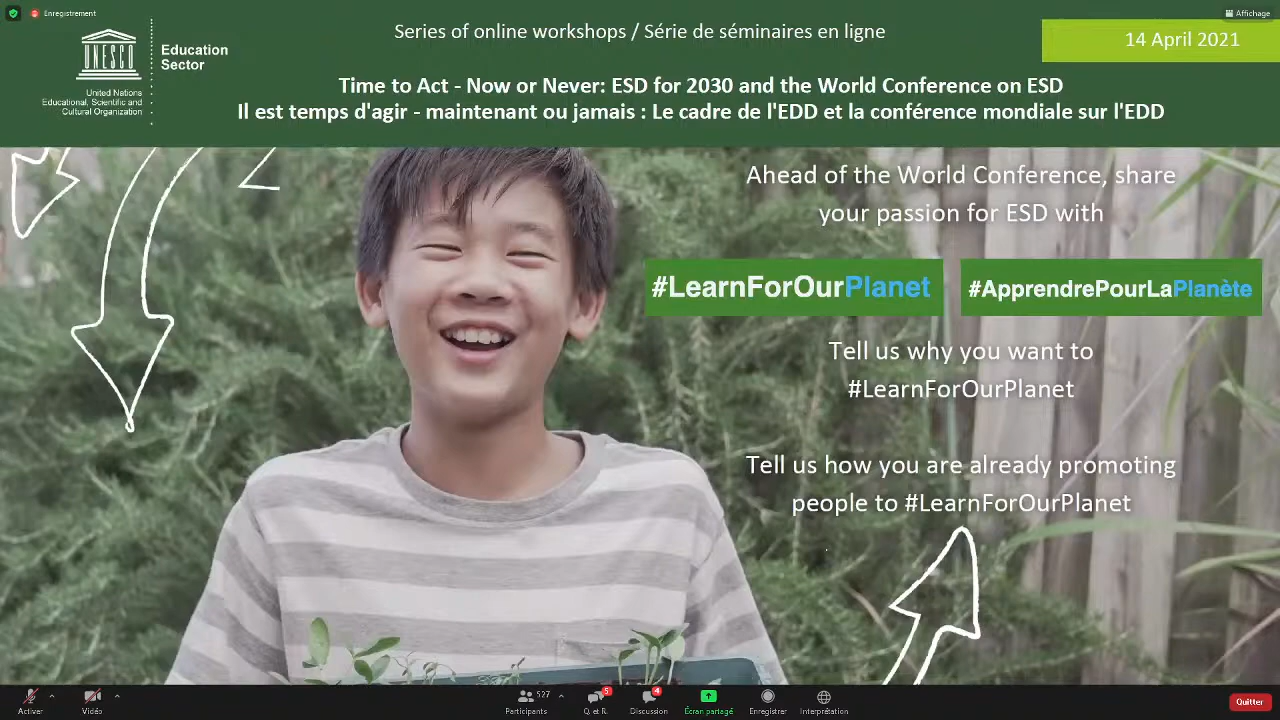 Enregistrement
Affichage
UNESCO
Education
Sector
United Nations
Educational, Scientific and
Cultural Organization
Series of online workshops / Série de séminaires en ligne
14 April 2021
Time to Act - Now or Never: ESD for 2030 and the World Conference on ESD
Il est temps d'agir - maintenant ou jamais : Le cadre de l'EDD et la conférence mondiale sur l'EDD
Ahead of the World Conference, share
your passion for ESD with
#LearnForOurPlanet
#ApprendrePourLaPlanète
Tell us why you want to
#LearnForOurPlanet
Tell us how you are already promoting
people to #LearnForOurPlanet
Activer
Vidéo
527
Participants
5
Q. et R.
4
Discussion
Écran partagé
Enregistrer
Interprétation
Quitter